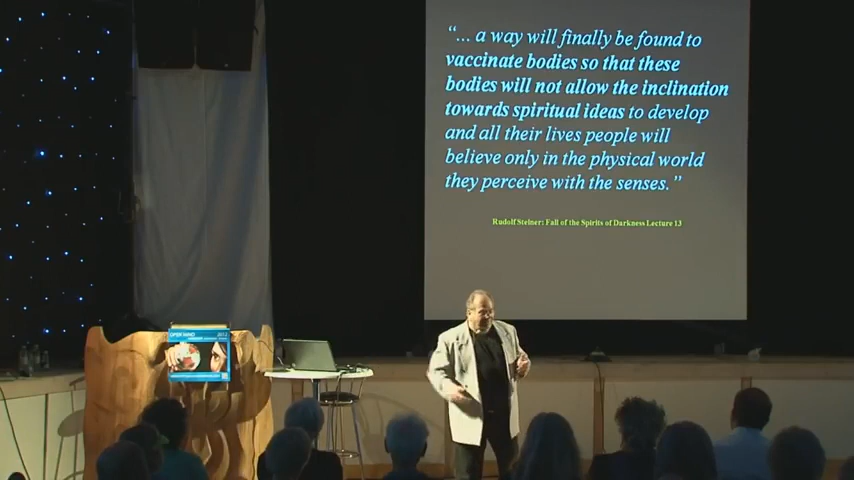 “... a way will finally be found to
vaccinate bodies so that these
bodies will not allow the inclination
towards spiritual ideas to develop
and all their lives people will
believe only in the physical world
they perceive with the senses.”
Rudolf Steiner: Fall of the Spirits of Darkness Lecture 13
OPEN MIND